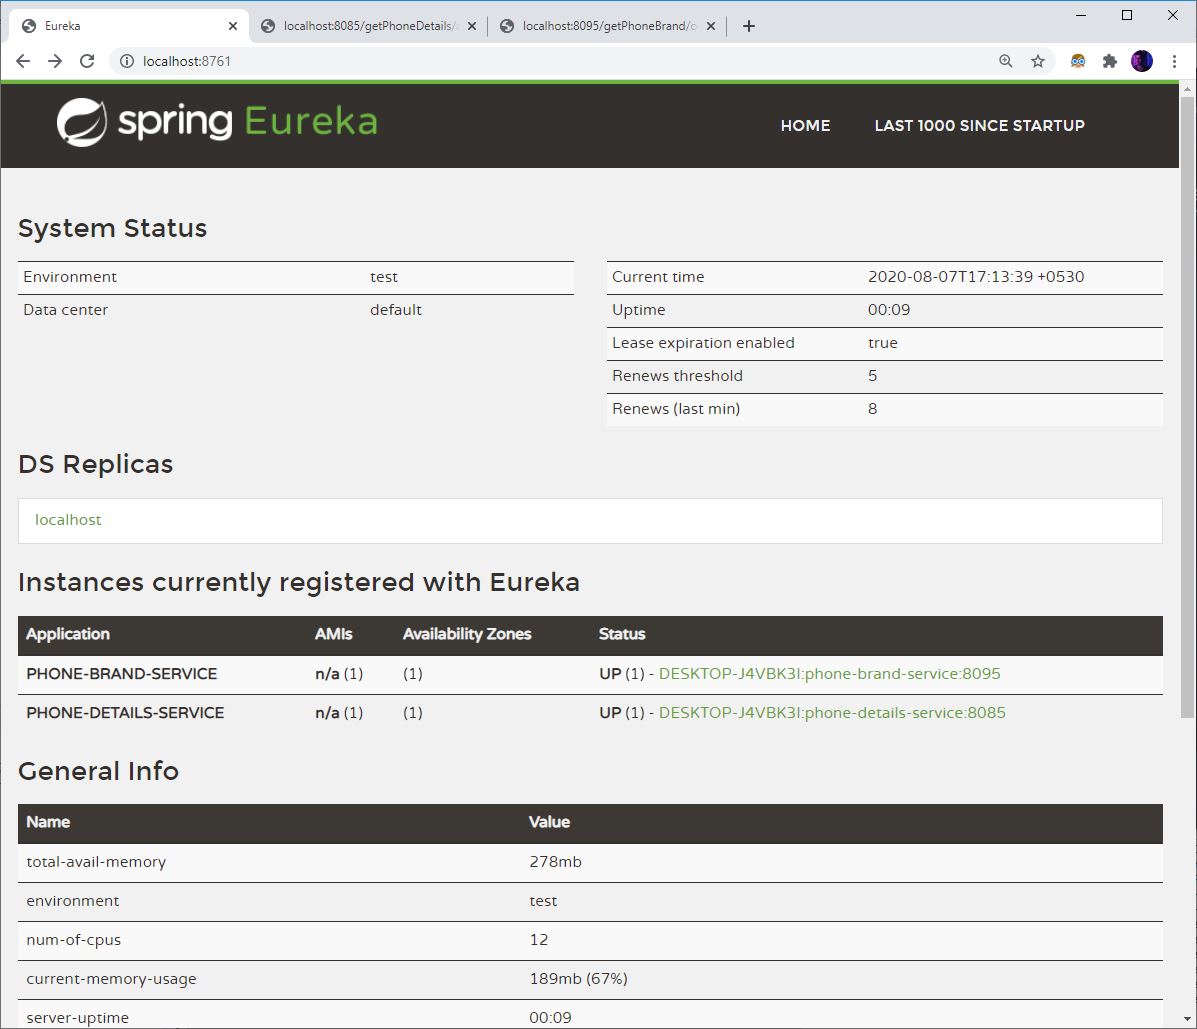 Eureka
localhost:8085/getPhoneDetails/
localhost:8095/getPhoneBrand/
localhost:8761
spring Eureka
HOME LAST 1000 SINCE STARTUP
System Status
Environment test
Data center default
Current time 2020-08-07T17:13:39 +0530
Uptime 00:09
Lease expiration enabled true
Renews threshold 5
Renews (last min) 8
DS Replicas
localhost
Instances currently registered with Eureka
Application AMIs Availability Zones Status
PHONE-BRAND-SERVICE n/a (1) (1) UP (1) - DESKTOP-J4VBK3I:phone-brand-service:8095
PHONE-DETAILS-SERVICE n/a (1) (1) UP (1) - DESKTOP-J4VBK3I:phone-details-service:8085
General Info
Name Value
total-avail-memory 278mb
environment test
num-of-cpus 12
current-memory-usage 189mb (67%)
server-uptime 00:09